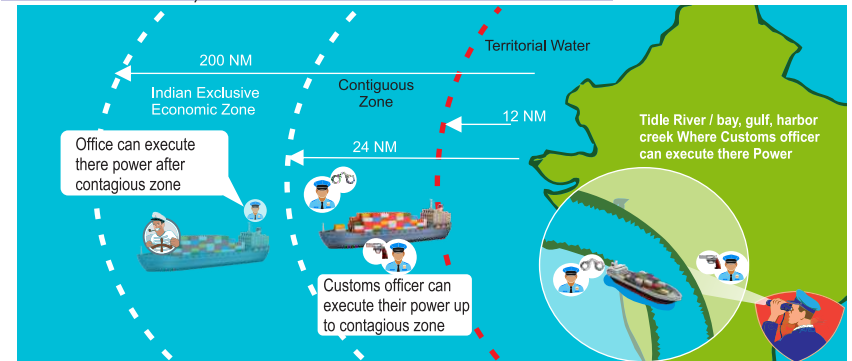 Territorial Water
200 NM
Indian Exclusive
Economic Zone
Contiguous
Zone
12 NM
24 NM
Tidle River / bay, gulf, harbor
creek Where Customs officer
can execute there Power
Office can execute
there power after
contagious zone
Customs officer can
execute their power up
to contagious zone